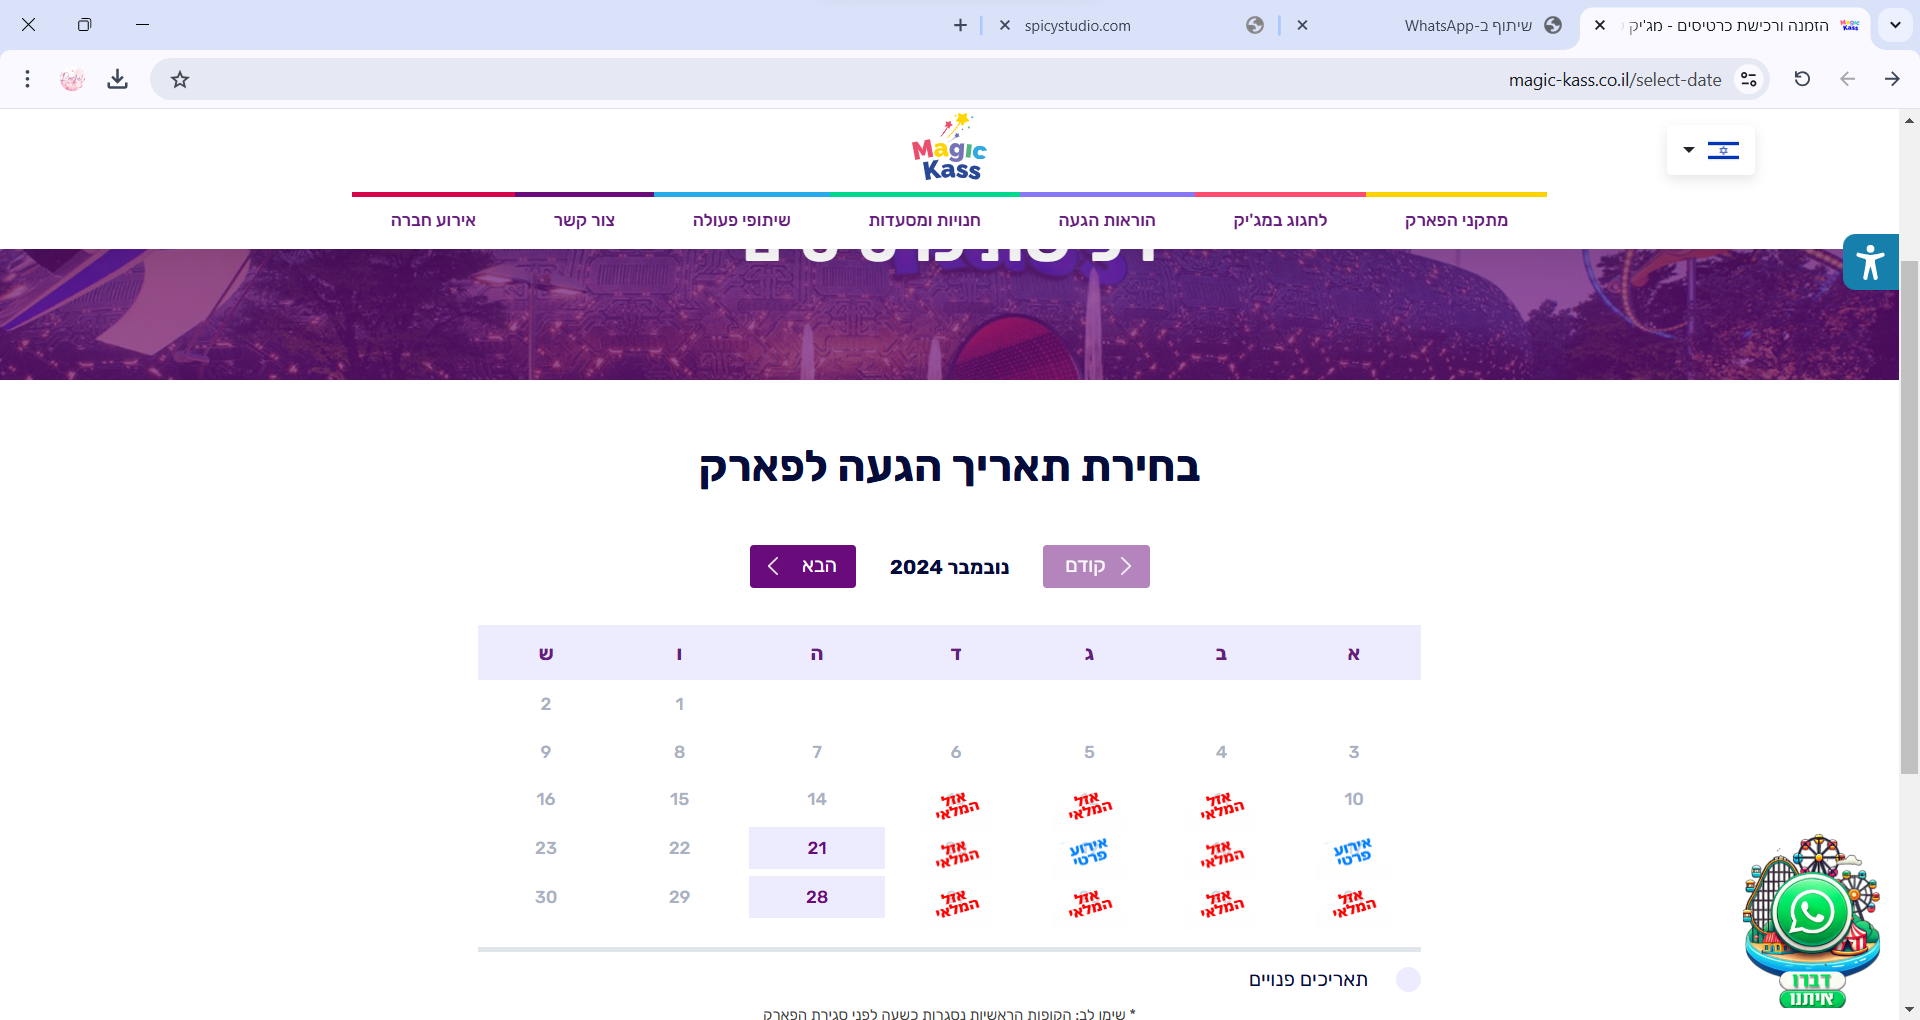 הזמנה ורכישת כרטיסים - מג'יק
שיתוף ב-WhatsApp
spicystudio.com
magic-kass.co.il/select-date
Magic
Kass
מתקני הפארק
לחגוג במג'יק
הוראות הגעה
חנויות ומסעדות
שיתופי פעולה
צור קשר
אירוע חברה
רכישת כרטיסים
בחירת תאריך הגעה לפארק
קודם
נובמבר 2024
הבא
א ב ג ד ה ו ש
1 2
3 4 5 6 7 8 9
10 אזל המלאי אזל המלאי אזל המלאי 14 15 16
אירוע פרטי אזל המלאי אירוע פרטי אזל המלאי 21 22 23
אזל המלאי אזל המלאי אזל המלאי אזל המלאי 28 29 30
תאריכים פנויים
* שימו לב: הקופות הראשיות נסגרות כשעה לפני סגירת הפארק
דברו
איתנו